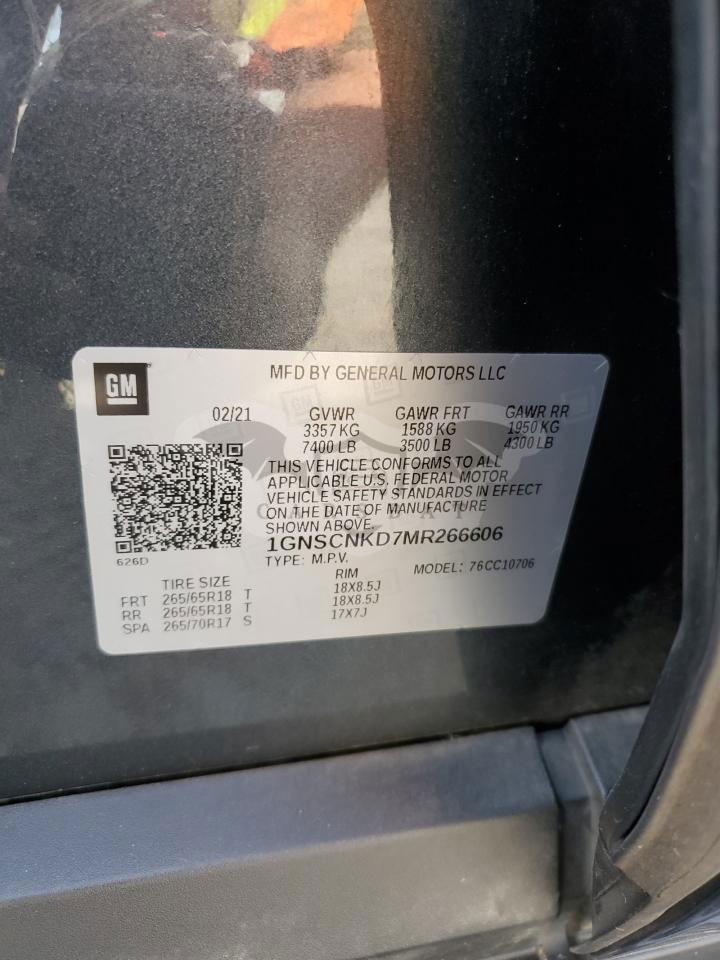 GM
MFD BY GENERAL MOTORS LLC
02/21 GVWR GAWR FRT GAWR RR
3357 KG 1588 KG 1950 KG
7400 LB 3500 LB 4300 LB
THIS VEHICLE CONFORMS TO ALL
APPLICABLE U.S. FEDERAL MOTOR
VEHICLE SAFETY STANDARDS IN EFFECT
ON THE DATE OF MANUFACTURE
SHOWN ABOVE.
1GNSCNKD7MR266606
626D TYPE: M.P.V. MODEL: 76CC10706
TIRE SIZE RIM
FRT 265/65R18 T 18X8.5J
RR 265/65R18 T 18X8.5J
SPA 265/70R17 S 17X7J